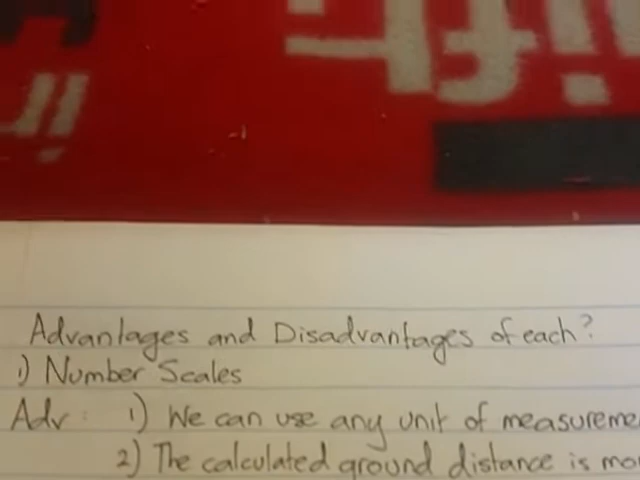 Advantages and Disadvantages of each?
1) Number Scales
Adv : 1) We can use any unit of measureme
2) The calculated ground distance is mo